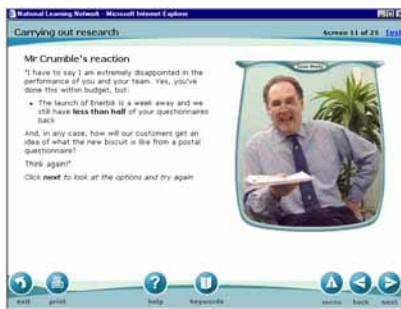 National Learning Network - Microsoft Internet Explorer
Carrying out research
Screen 11 of 25 Text
Mr Crumble's reaction
"I have to say I am extremely disappointed in the
performance of you and your team. Yes, you've
done this within budget, but:
• The launch of Enerbili is a week away and we
still have less than half of your questionnaires
back
And, in any case, how will our customers get an
idea of what the new biscuit is like from a postal
questionnaire?
Think again!"
Click next to look at the options and try again
exit
print
help
keywords
menu
back
next